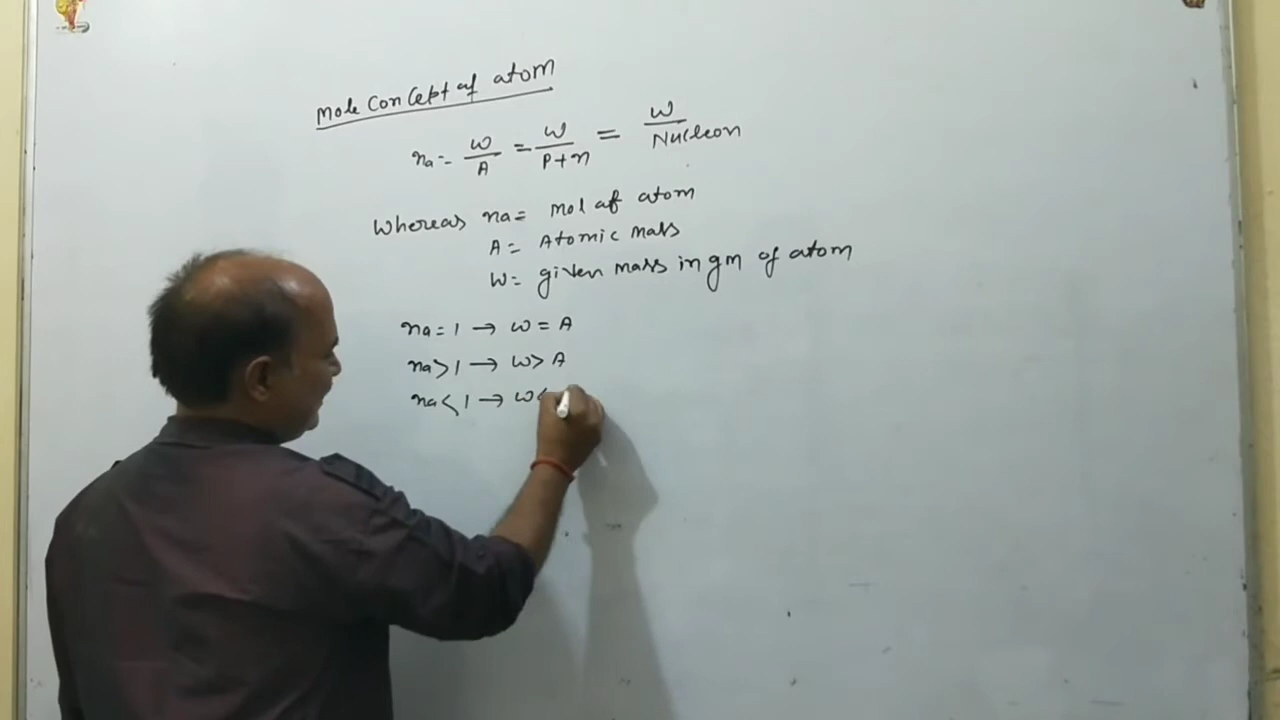 Mole Concept of atom
na = W/A = W/P+n = W/Nucleon
Whereas na = mol of atom
A = Atomic mass
W = given mass in gm of atom
na = 1 → W = A
na > 1 → W > A
na < 1 → W <